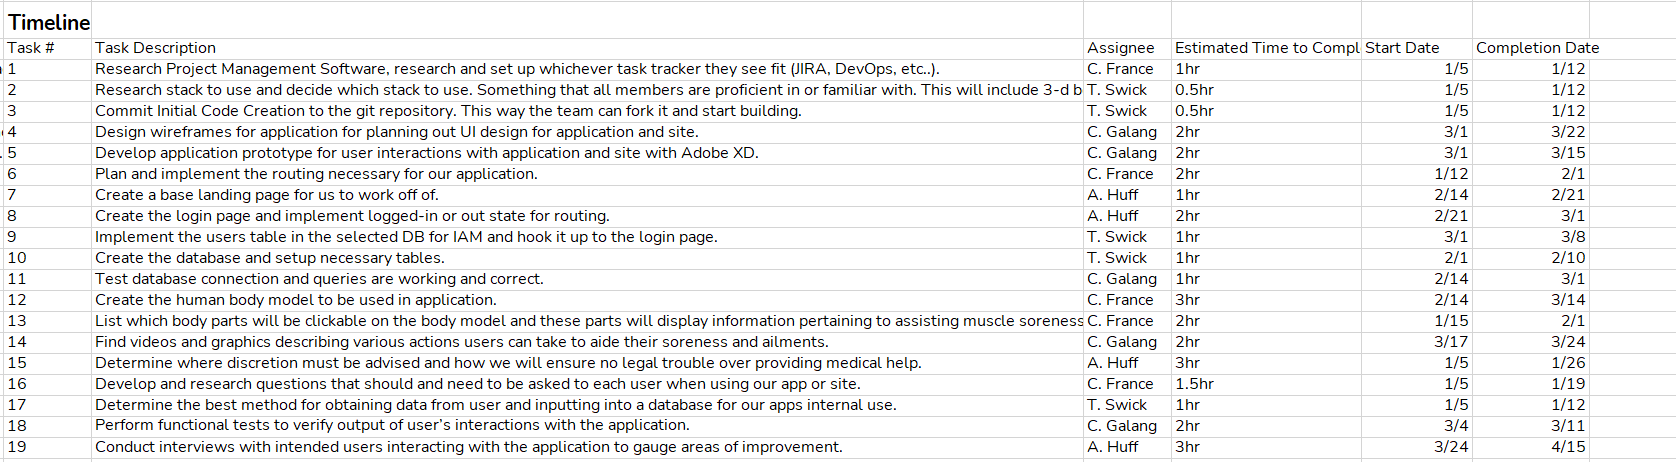 Timeline
Task # Task Description Assignee Estimated Time to Compl Start Date Completion Date
1 Research Project Management Software, research and set up whichever task tracker they see fit (JIRA, DevOps, etc..). C. France 1hr 1/5 1/12
2 Research stack to use and decide which stack to use. Something that all members are proficient in or familiar with. This will include 3-d b T. Swick 0.5hr 1/5 1/12
3 Commit Initial Code Creation to the git repository. This way the team can fork it and start building. T. Swick 0.5hr 1/5 1/12
4 Design wireframes for application for planning out UI design for application and site. C. Galang 2hr 3/1 3/22
5 Develop application prototype for user interactions with application and site with Adobe XD. C. Galang 2hr 3/1 3/15
6 Plan and implement the routing necessary for our application. C. France 2hr 1/12 2/1
7 Create a base landing page for us to work off of. A. Huff 1hr 2/14 2/21
8 Create the login page and implement logged-in or out state for routing. A. Huff 2hr 2/21 3/1
9 Implement the users table in the selected DB for IAM and hook it up to the login page. T. Swick 1hr 3/1 3/8
10 Create the database and setup necessary tables. T. Swick 1hr 2/1 2/10
11 Test database connection and queries are working and correct. C. Galang 1hr 2/14 3/1
12 Create the human body model to be used in application. C. France 3hr 2/14 3/14
13 List which body parts will be clickable on the body model and these parts will display information pertaining to assisting muscle soreness C. France 2hr 1/15 2/1
14 Find videos and graphics describing various actions users can take to aide their soreness and ailments. C. Galang 2hr 3/17 3/24
15 Determine where discretion must be advised and how we will ensure no legal trouble over providing medical help. A. Huff 3hr 1/5 1/26
16 Develop and research questions that should and need to be asked to each user when using our app or site. C. France 1.5hr 1/5 1/19
17 Determine the best method for obtaining data from user and inputting into a database for our apps internal use. T. Swick 1hr 1/5 1/12
18 Perform functional tests to verify output of user’s interactions with the application. C. Galang 2hr 3/4 3/11
19 Conduct interviews with intended users interacting with the application to gauge areas of improvement. A. Huff 3hr 3/24 4/15